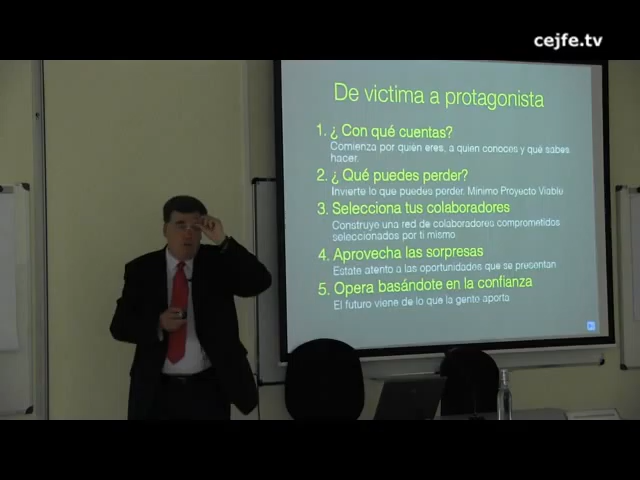 cejfe.tv
De victima a protagonista
1. ¿ Con qué cuentas?
Comienza por quién eres, a quien conoces y qué sabes
hacer.
2. ¿ Qué puedes perder?
Invierte lo que puedes perder. Minimo Proyecto Viable
3. Selecciona tus colaboradores
Construye una red de colaboradores comprometidos
seleccionados por ti mismo.
4. Aprovecha las sorpresas
Estate atento a las oportunidades que se presentan
5. Opera basándote en la confianza
El futuro viene de lo que la gente aporta